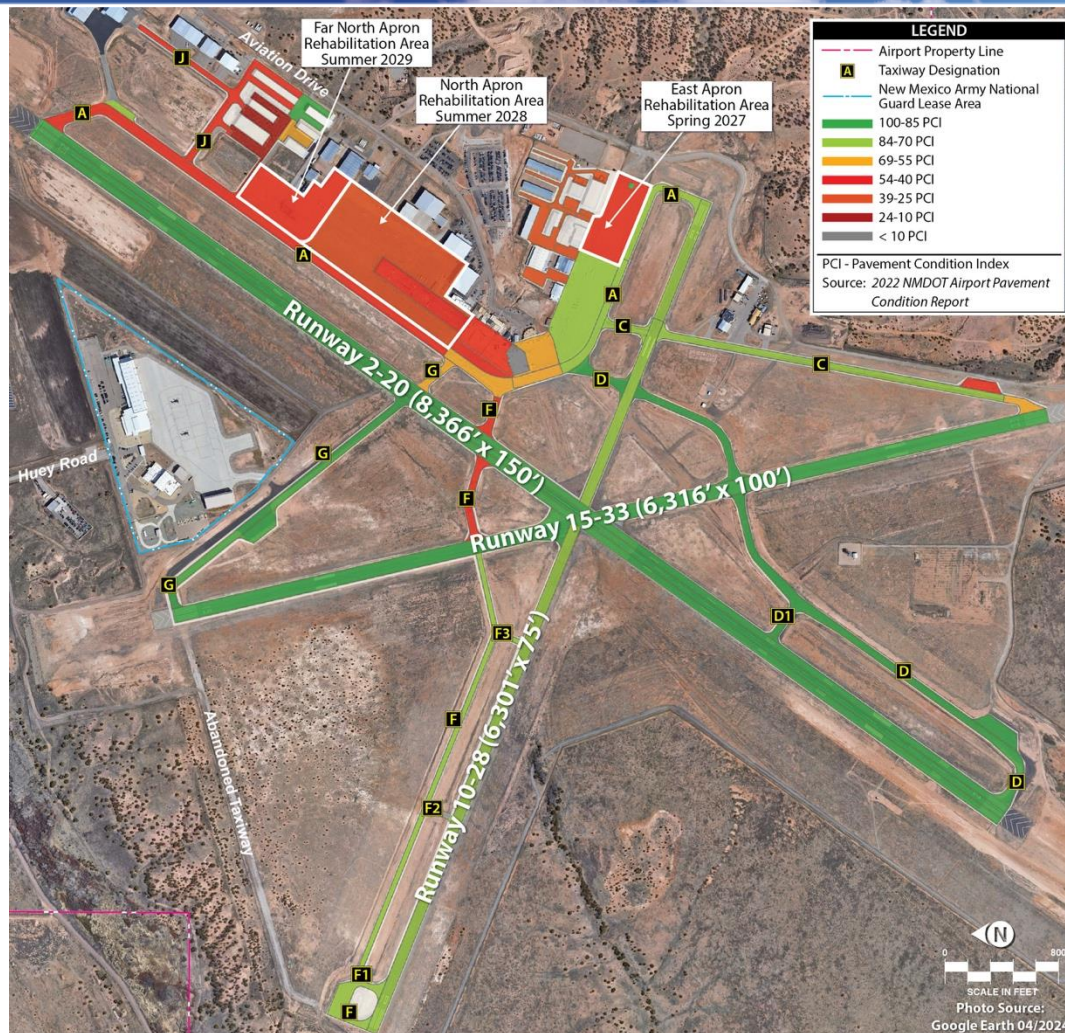 Far North Apron
Rehabilitation Area
Summer 2029
North Apron
Rehabilitation Area
Summer 2028
East Apron
Rehabilitation Area
Spring 2027
LEGEND
Airport Property Line
A Taxiway Designation
New Mexico Army National
Guard Lease Area
100-85 PCI
84-70 PCI
69-55 PCI
54-40 PCI
39-25 PCI
24-10 PCI
< 10 PCI
PCI - Pavement Condition Index
Source: 2022 NMDOT Airport Pavement
Condition Report
Aviation Drive
J
A
J
A
A
A
C
C
G
D
F
G
F
G
Runway 2-20 (8,366' x 150')
Runway 15-33 (6,316' x 100')
Runway 10-28 (6,301' x 75')
Huey Road
Abandoned Taxiway
D1
F3
D
F
D
F2
F1
F
N
0 800
SCALE IN FEET
Photo Source:
Google Earth 04/2024